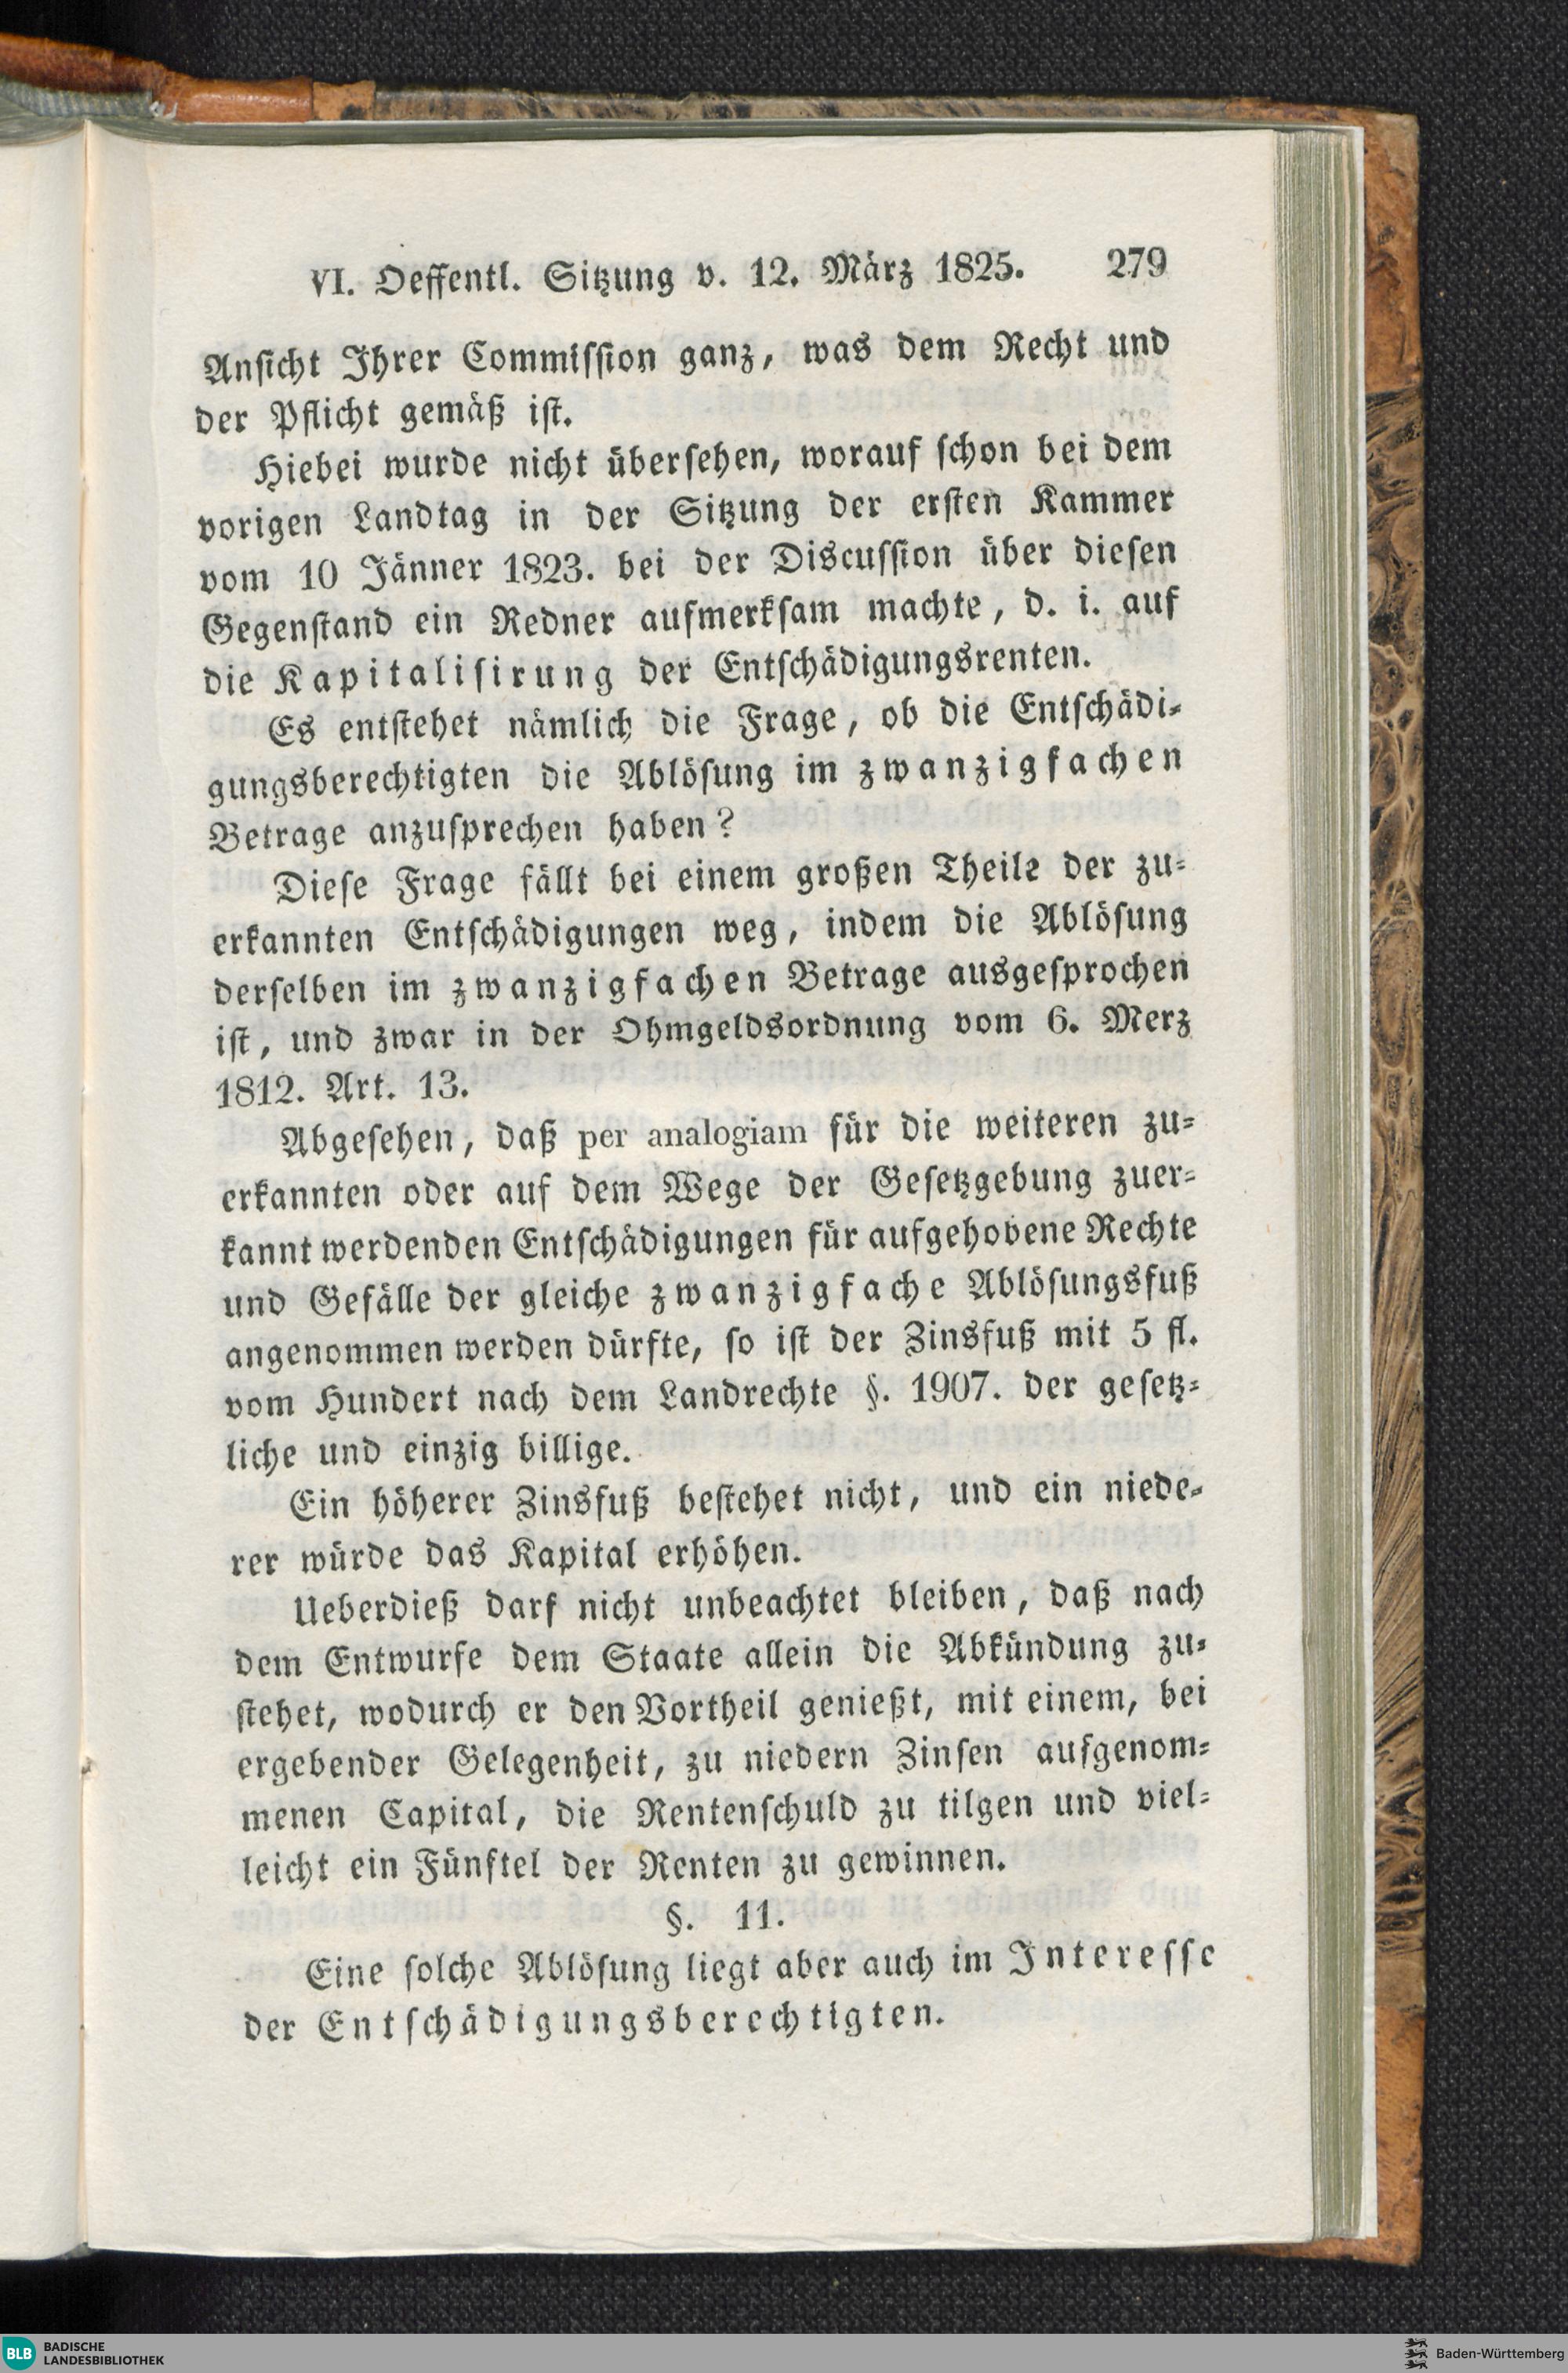 VI. Oeffentl. Sitzung v. 12. März 1825. 279
Ansicht Ihrer Commission ganz, was dem Recht und
der Pflicht gemäß ist.
Hiebei wurde nicht übersehen, worauf schon bei dem
vorigen Landtag in der Sitzung der ersten Kammer
vom 10 Jänner 1823. bei der Discussion über diesen
Gegenstand ein Redner aufmerksam machte, d. i. auf
die Kapitalisirung der Entschädigungsrenten.
Es entstehet nämlich die Frage, ob die Entschädi-
gungsberechtigten die Ablösung im zwanzigfachen
Betrage anzusprechen haben?
Diese Frage fällt bei einem großen Theile der zu-
erkannten Entschädigungen weg, indem die Ablösung
derselben im zwanzigfachen Betrage ausgesprochen
ist, und zwar in der Ohmgeldsordnung vom 6. Merz
1812. Art. 13.
Abgesehen, daß per analogiam für die weiteren zu-
erkannten oder auf dem Wege der Gesetzgebung zuer-
kannt werdenden Entschädigungen für aufgehobene Rechte
und Gefälle der gleiche zwanzigfache Ablösungsfuß
angenommen werden dürfte, so ist der Zinsfuß mit 5 fl.
vom Hundert nach dem Landrechte §. 1907. der gesetz-
liche und einzig billige.
Ein höherer Zinsfuß bestehet nicht, und ein niede-
rer würde das Kapital erhöhen.
Ueberdieß darf nicht unbeachtet bleiben, daß nach
dem Entwurfe dem Staate allein die Abkündung zu-
stehet, wodurch er den Vortheil genießt, mit einem, bei
ergebender Gelegenheit, zu niedern Zinsen aufgenom-
menen Capital, die Rentenschuld zu tilgen und viel-
leicht ein Fünftel der Renten zu gewinnen.
§. 11.
Eine solche Ablösung liegt aber auch im Interesse
der Entschädigungsberechtigten.
BLB BADISCHE
LANDESBIBLIOTHEK
Baden-Württemberg